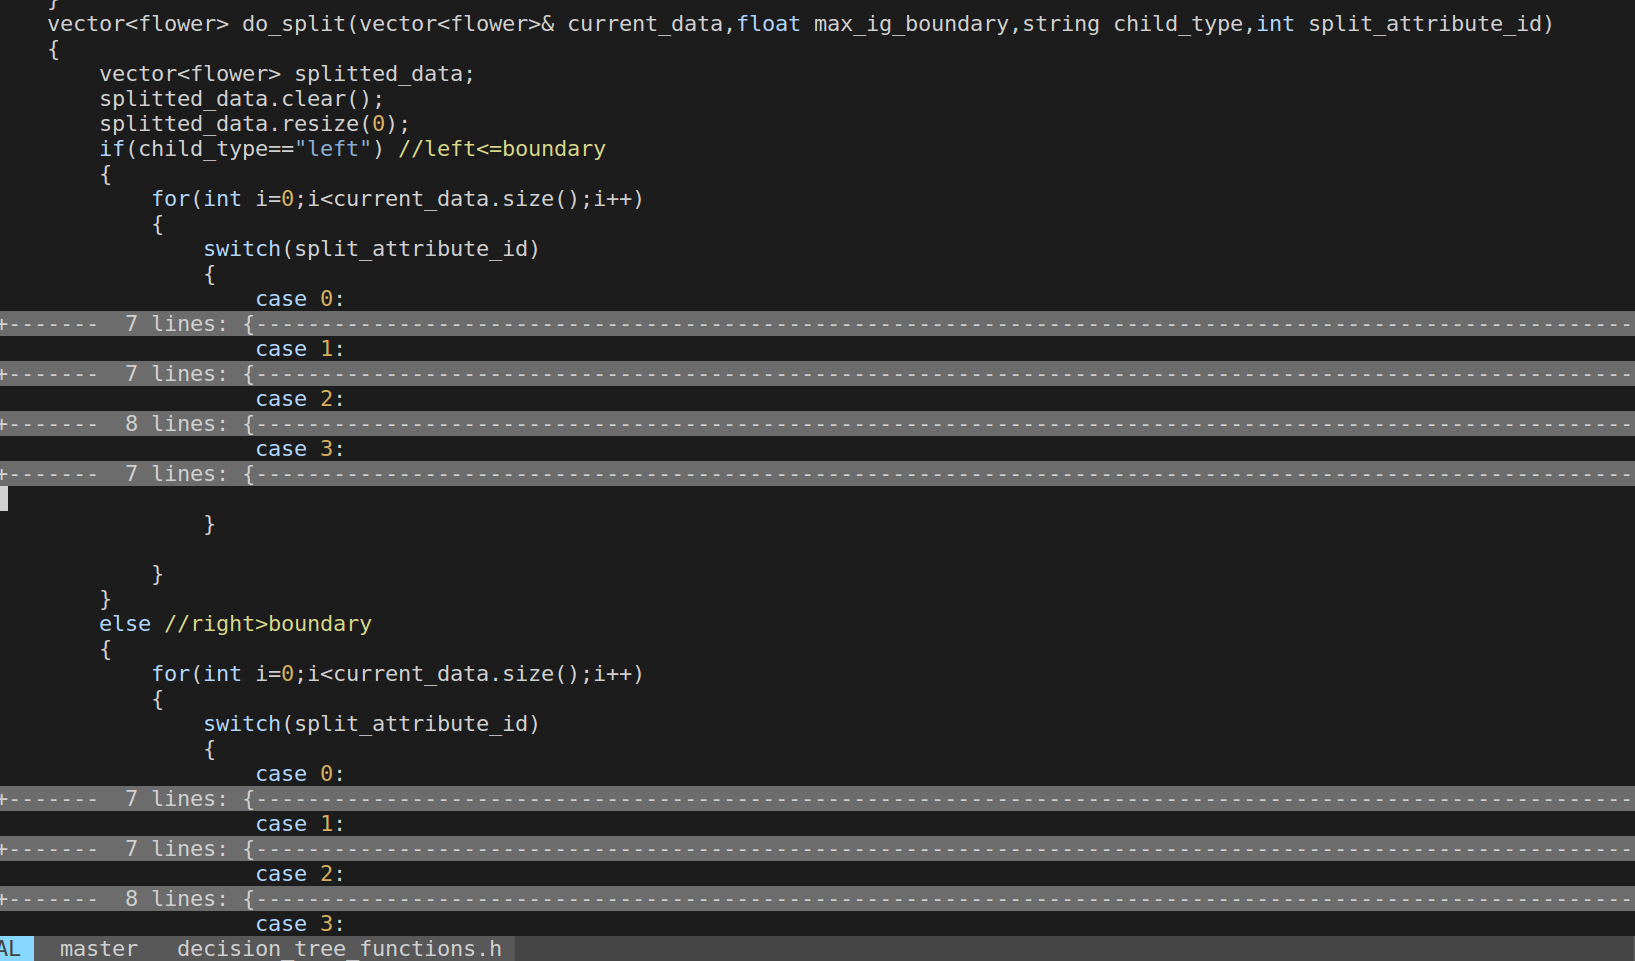 }
vector<flower> do_split(vector<flower>& current_data,float max_ig_boundary,string child_type,int split_attribute_id)
{
vector<flower> splitted_data;
splitted_data.clear();
splitted_data.resize(0);
if(child_type=="left") //left<=boundary
{
for(int i=0;i<current_data.size();i++)
{
switch(split_attribute_id)
{
case 0:
+------- 7 lines: {----------------------------------------------------------------------------------------------------------
case 1:
+------- 7 lines: {----------------------------------------------------------------------------------------------------------
case 2:
+------- 8 lines: {----------------------------------------------------------------------------------------------------------
case 3:
+------- 7 lines: {----------------------------------------------------------------------------------------------------------
}
}
}
else //right>boundary
{
for(int i=0;i<current_data.size();i++)
{
switch(split_attribute_id)
{
case 0:
+------- 7 lines: {----------------------------------------------------------------------------------------------------------
case 1:
+------- 7 lines: {----------------------------------------------------------------------------------------------------------
case 2:
+------- 8 lines: {----------------------------------------------------------------------------------------------------------
case 3:
AL master decision_tree_functions.h